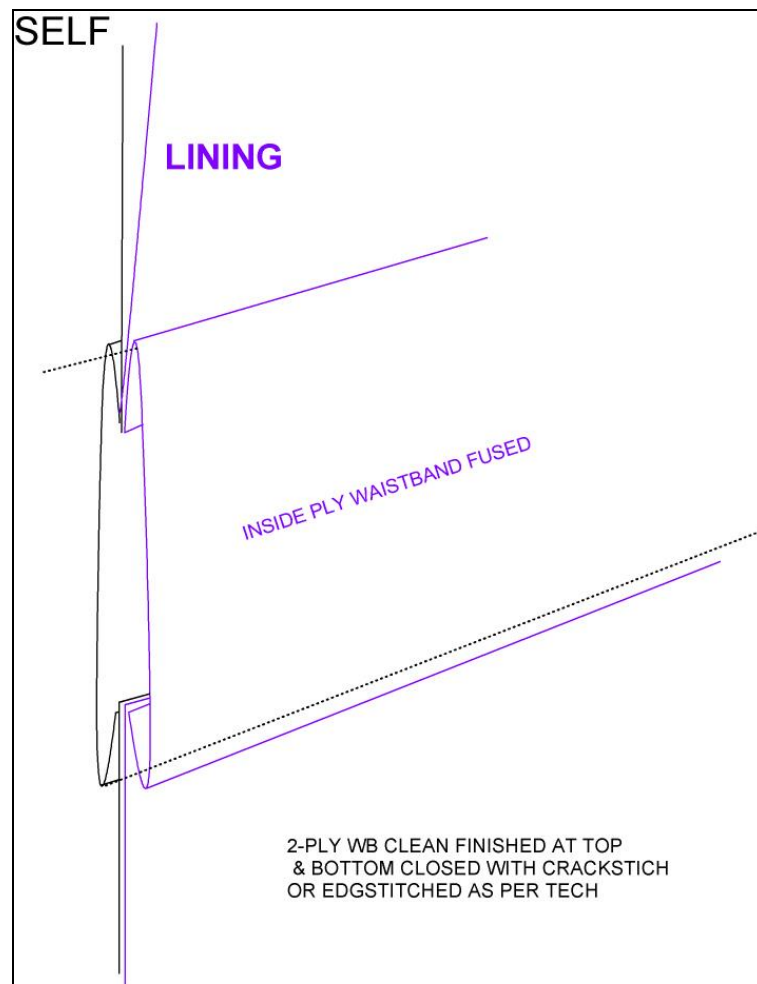 SELF
LINING
INSIDE PLY WAISTBAND FUSED
2-PLY WB CLEAN FINISHED AT TOP
& BOTTOM CLOSED WITH CRACKSTICH
OR EDGSTITCHED AS PER TECH